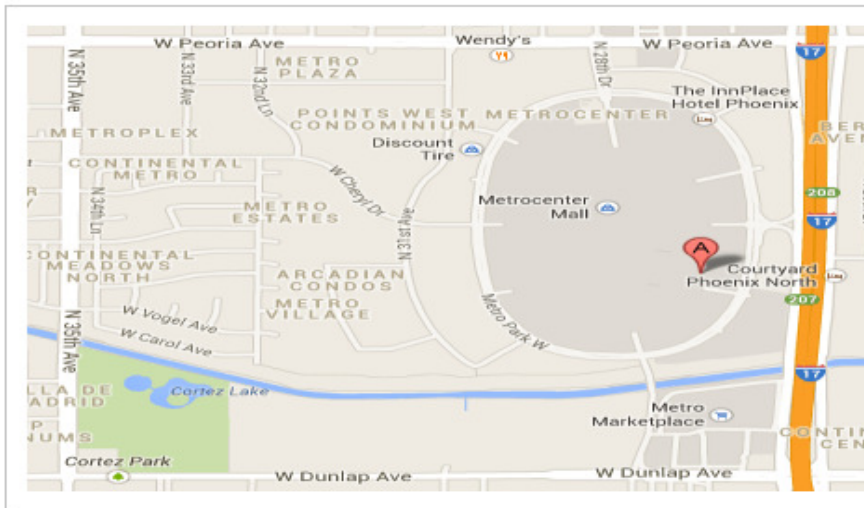 W Peoria Ave
Wendy's
W Peoria Ave
17
N 35th Ave
N 33rd Ave
N 32nd Ln
METRO
PLAZA
N 28th Dr
The InnPlace
Hotel Phoenix
POINTS WEST
CONDOMINIUM
METROCENTER
METROPLEX
Discount
Tire
CONTINENTAL
METRO
W Cheryl Dr
208
N 34th Ln
METRO
ESTATES
Metrocenter
Mall
17
N 31st Ave
A
CONTINENTAL
MEADOWS
NORTH
ARCADIAN
CONDOS
Courtyard
Phoenix North
207
METRO
VILLAGE
Metro Park W
W Vogel Ave
N 35th Ave
W Carol Ave
17
Cortez Lake
Metro
Marketplace
Cortez Park
W Dunlap Ave
W Dunlap Ave